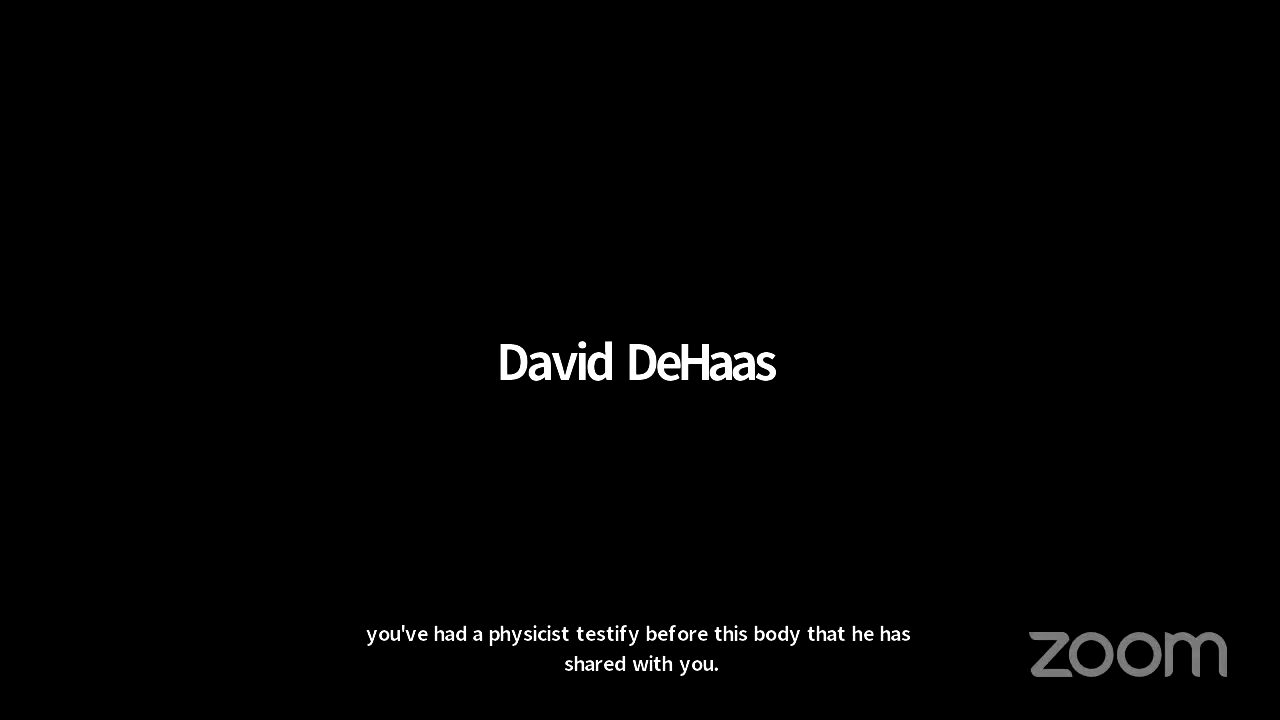 David DeHaas
you've had a physicist testify before this body that he has
shared with you.
zoom